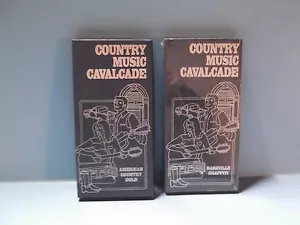 COUNTRY
MUSIC
CAVALCADE
AMERICAN
COUNTRY
GOLD
COUNTRY
MUSIC
CAVALCADE
NASHVILLE
GRAFFITI